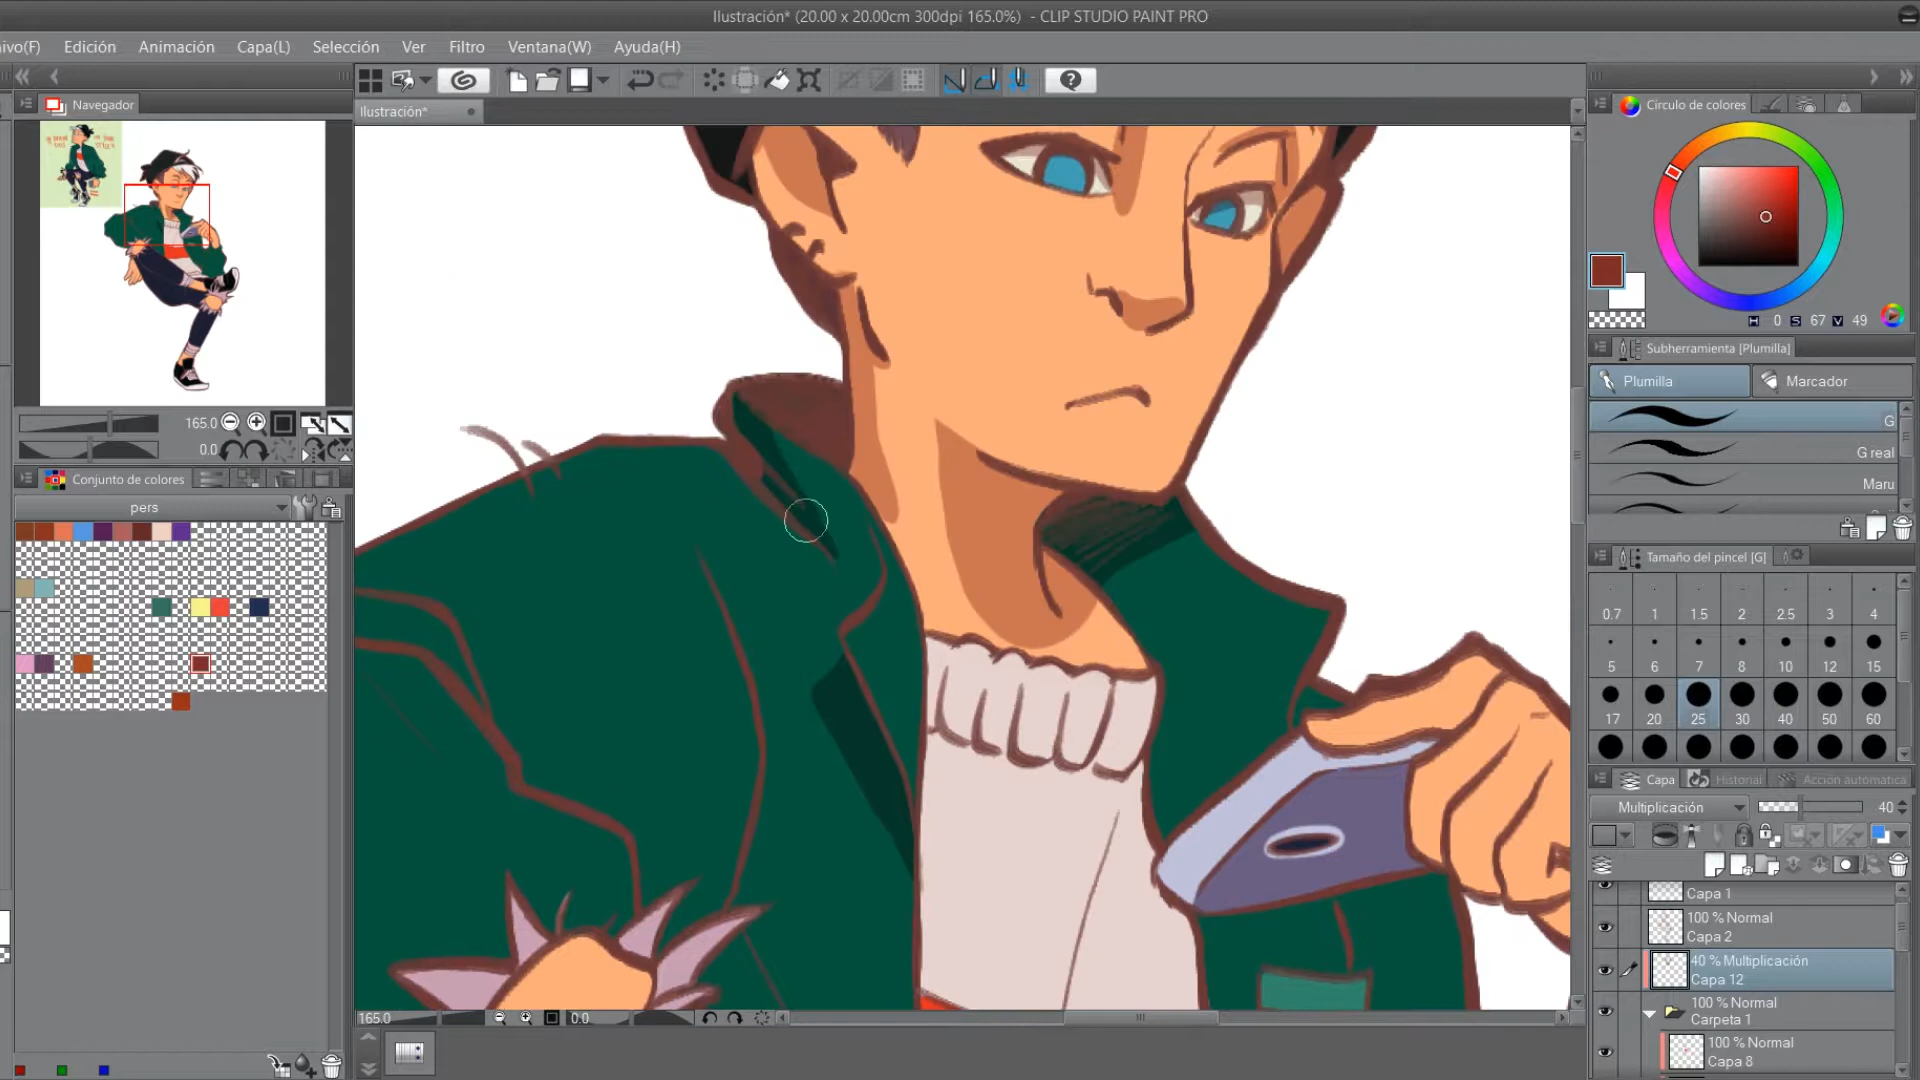 Ilustración* (20.00 x 20.00cm 300dpi 165.0%) - CLIP STUDIO PAINT PRO
ivo(F) Edición Animación Capa(L) Selección Ver Filtro Ventana(W) Ayuda(H)
Navegador
Ilustración*
Círculo de colores
H 0 S 67 V 49
Subherramienta [Plumilla]
Plumilla Marcador
G
G real
Maru
165.0
0.0
Conjunto de colores
pers
Tamaño del pincel [G]
0.7 1 1.5 2 2.5 3 4
5 6 7 8 10 12 15
17 20 25 30 40 50 60
Capa Historial Acción automática
Multiplicación 40
Capa 1
100 % Normal
Capa 2
40 % Multiplicación
Capa 12
100 % Normal
Carpeta 1
100 % Normal
Capa 8
165.0 0.0